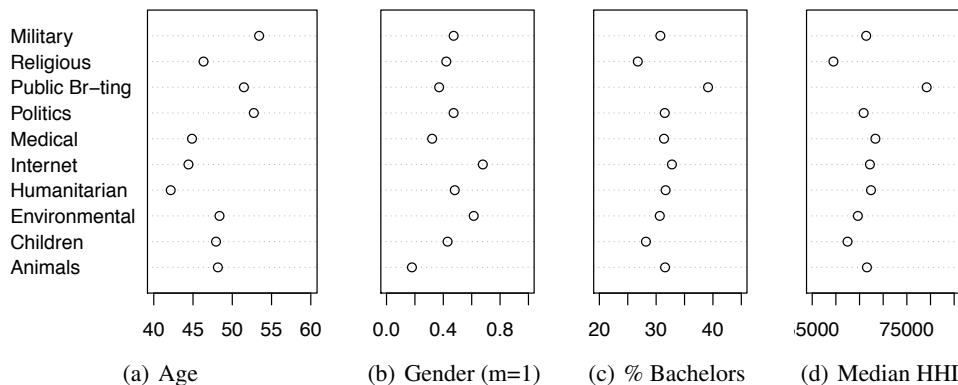 Military
Religious
Public Br−ting
Politics
Medical
Internet
Humanitarian
Environmental
Children
Animals
40 45 50 55 60
0.0 0.4 0.8
20 30 40
75000
(a) Age
(b) Gender (m=1)
(c) % Bachelors
(d) Median HHI